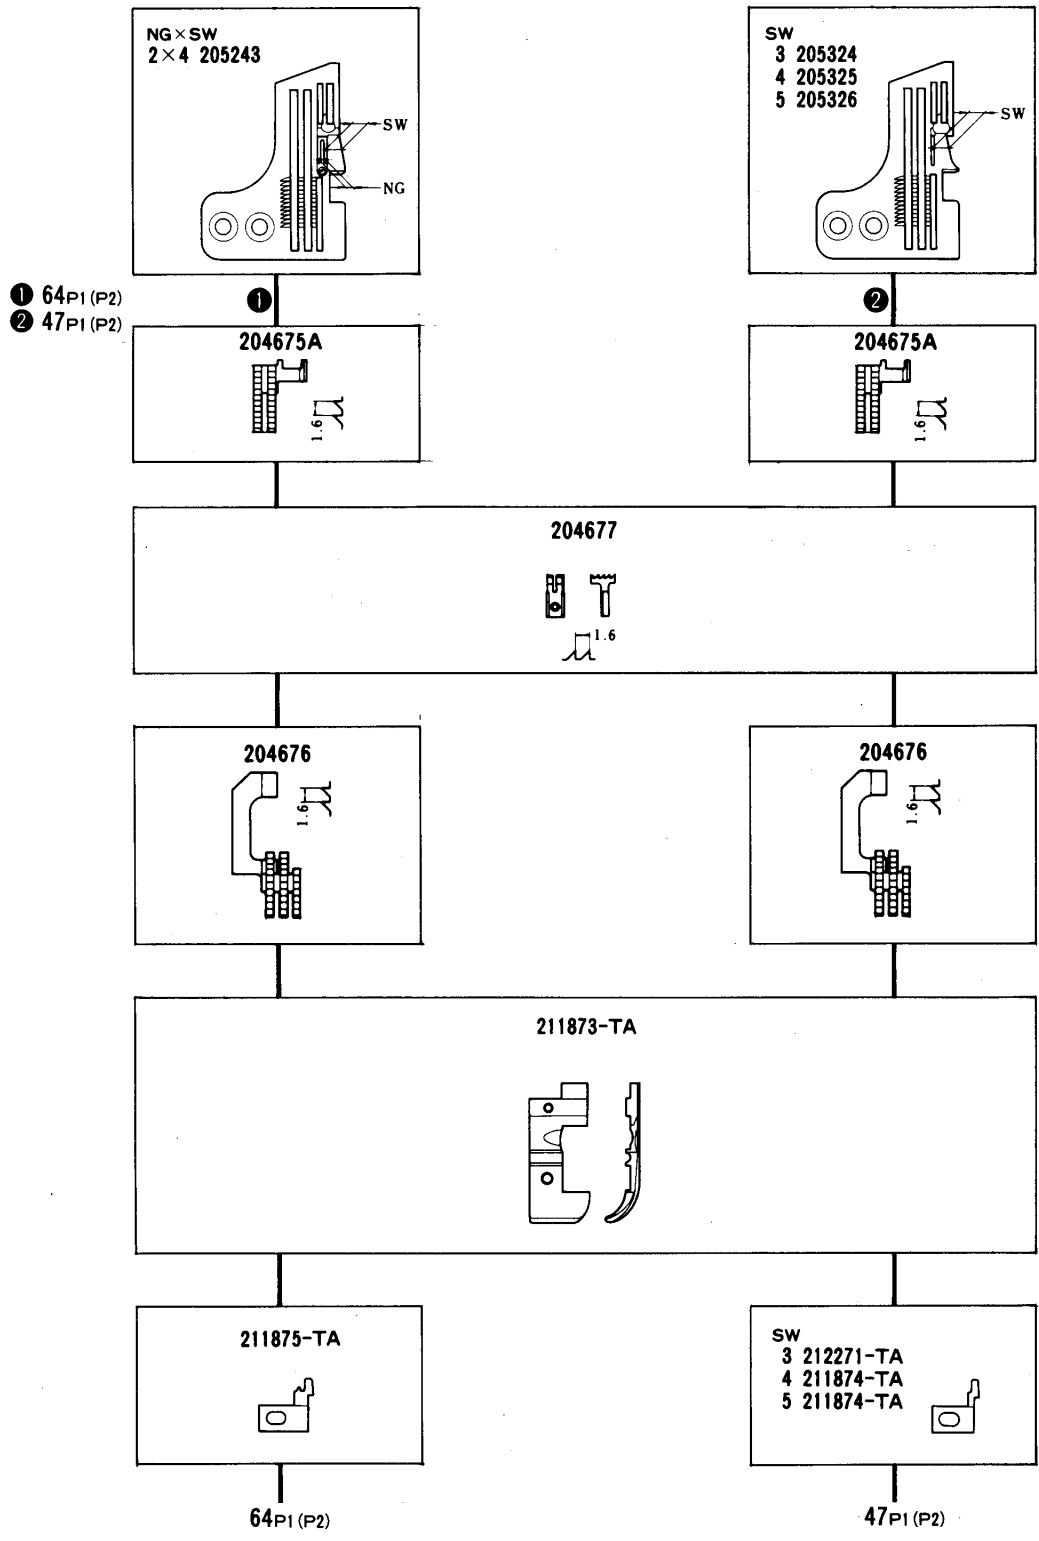 NG×SW
2×4 205243
SW
NG
SW
3 205324
4 205325
5 205326
SW
❶ 64P1(P2)
❷ 47P1(P2)
❶
❷
204675A
1.6
204675A
1.6
204677
1.6
204676
1.6
204676
1.6
211873-TA
211875-TA
SW
3 212271-TA
4 211874-TA
5 211874-TA
64P1(P2)
47P1(P2)